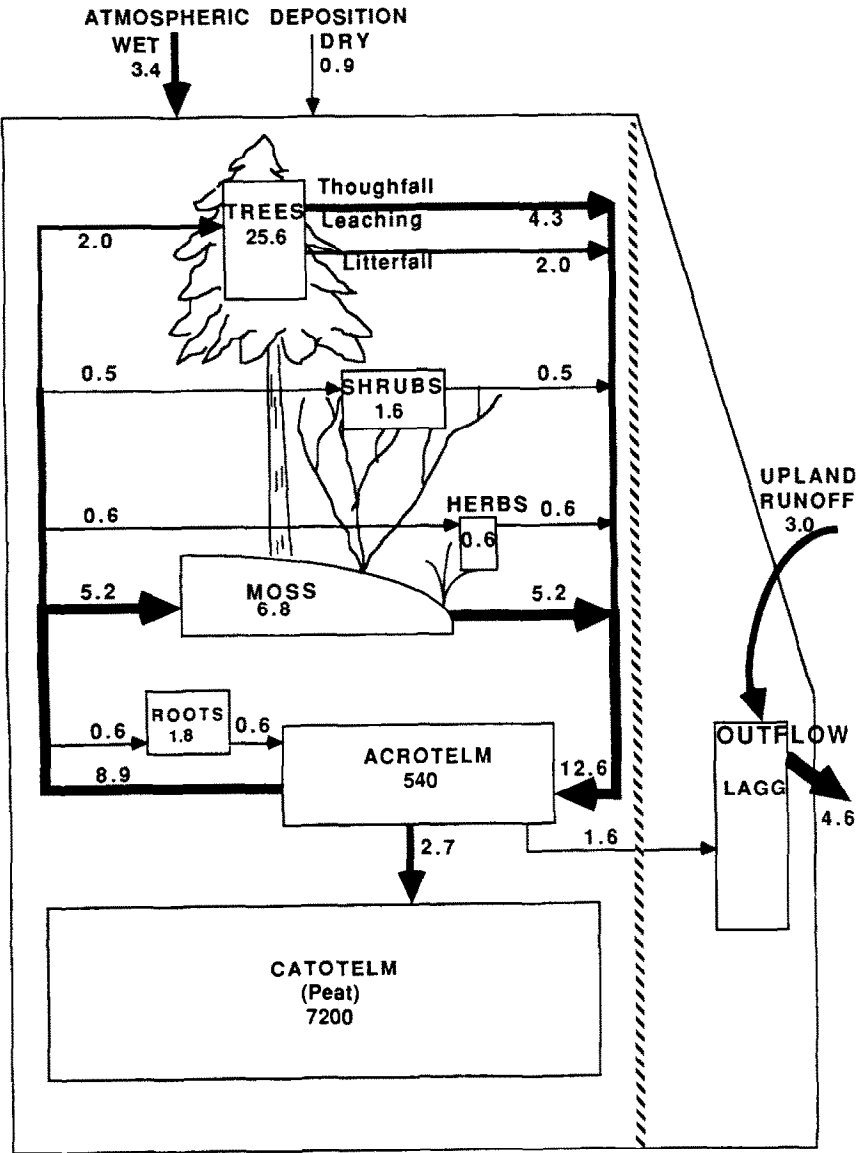 ATMOSPHERIC DEPOSITION
WET
3.4
DRY
0.9
Thoughfall
TREES
25.6
Leaching
4.3
2.0
Litterfall
2.0
0.5
SHRUBS
1.6
0.5
UPLAND
RUNOFF
3.0
HERBS
0.6
0.6
0.6
5.2
MOSS
6.8
5.2
ROOTS
1.8
0.6
0.6
8.9
ACROTELM
540
12.6
OUTFLOW
LAGG
4.6
2.7
1.6
CATOTELM
(Peat)
7200